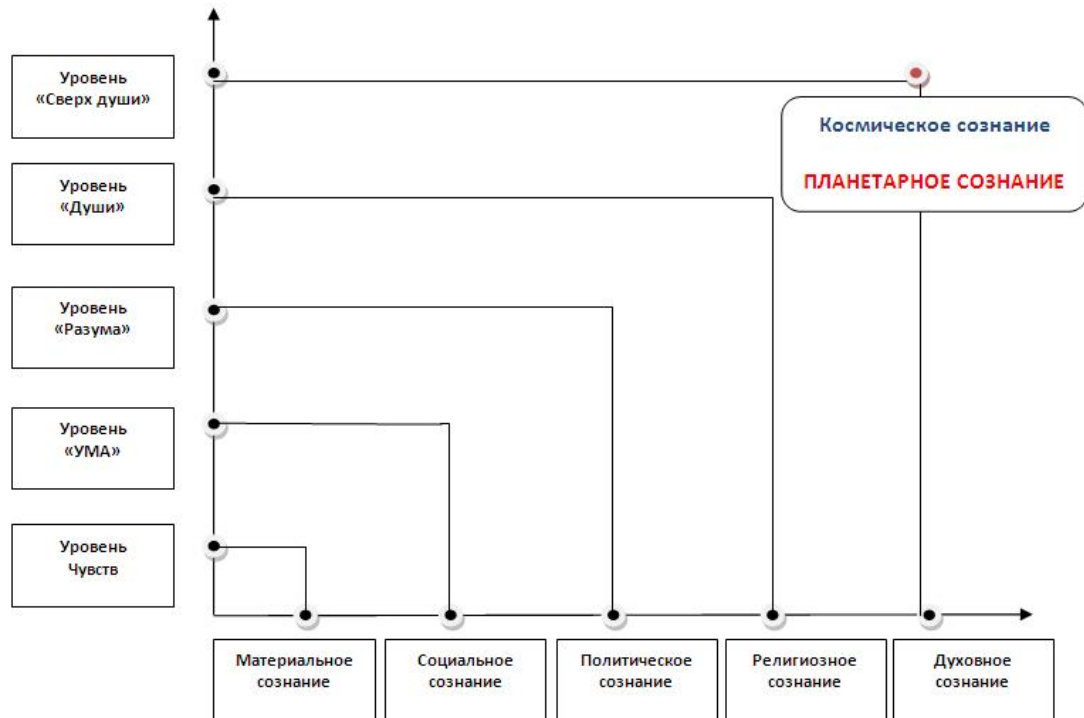 Уровень
«Сверх души»
Космическое сознание
ПЛАНЕТАРНОЕ СОЗНАНИЕ
Уровень
«Души»
Уровень
«Разума»
Уровень
«УМА»
Уровень
Чувств
Материальное
сознание
Социальное
сознание
Политическое
сознание
Религиозное
сознание
Духовное
сознание